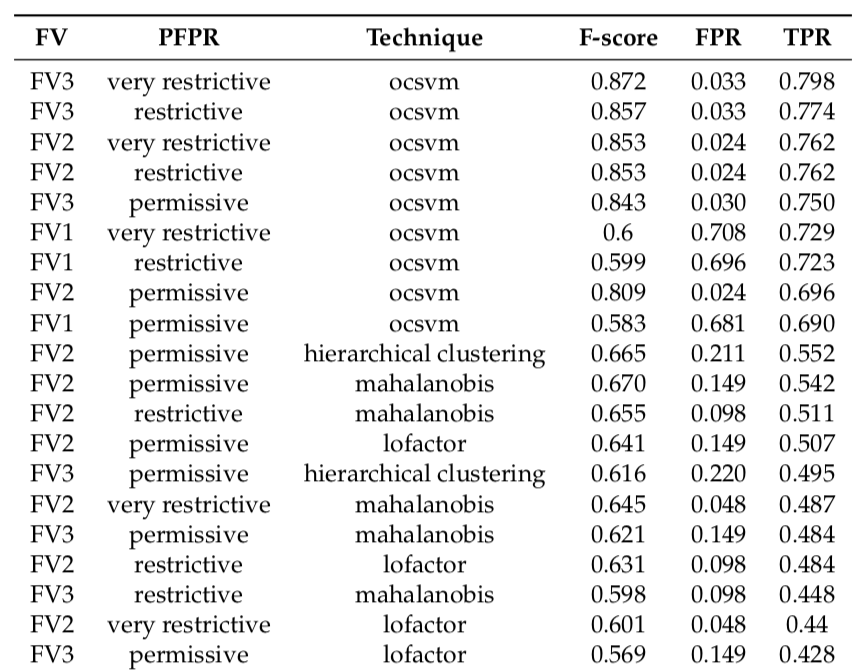 FV PFPR Technique F-score FPR TPR
FV3 very restrictive ocsvm 0.872 0.033 0.798
FV3 restrictive ocsvm 0.857 0.033 0.774
FV2 very restrictive ocsvm 0.853 0.024 0.762
FV2 restrictive ocsvm 0.853 0.024 0.762
FV3 permissive ocsvm 0.843 0.030 0.750
FV1 very restrictive ocsvm 0.6 0.708 0.729
FV1 restrictive ocsvm 0.599 0.696 0.723
FV2 permissive ocsvm 0.809 0.024 0.696
FV1 permissive ocsvm 0.583 0.681 0.690
FV2 permissive hierarchical clustering 0.665 0.211 0.552
FV2 permissive mahalanobis 0.670 0.149 0.542
FV2 restrictive mahalanobis 0.655 0.098 0.511
FV2 permissive lofactor 0.641 0.149 0.507
FV3 permissive hierarchical clustering 0.616 0.220 0.495
FV2 very restrictive mahalanobis 0.645 0.048 0.487
FV3 permissive mahalanobis 0.621 0.149 0.484
FV2 restrictive lofactor 0.631 0.098 0.484
FV3 restrictive mahalanobis 0.598 0.098 0.448
FV2 very restrictive lofactor 0.601 0.048 0.44
FV3 permissive lofactor 0.569 0.149 0.428